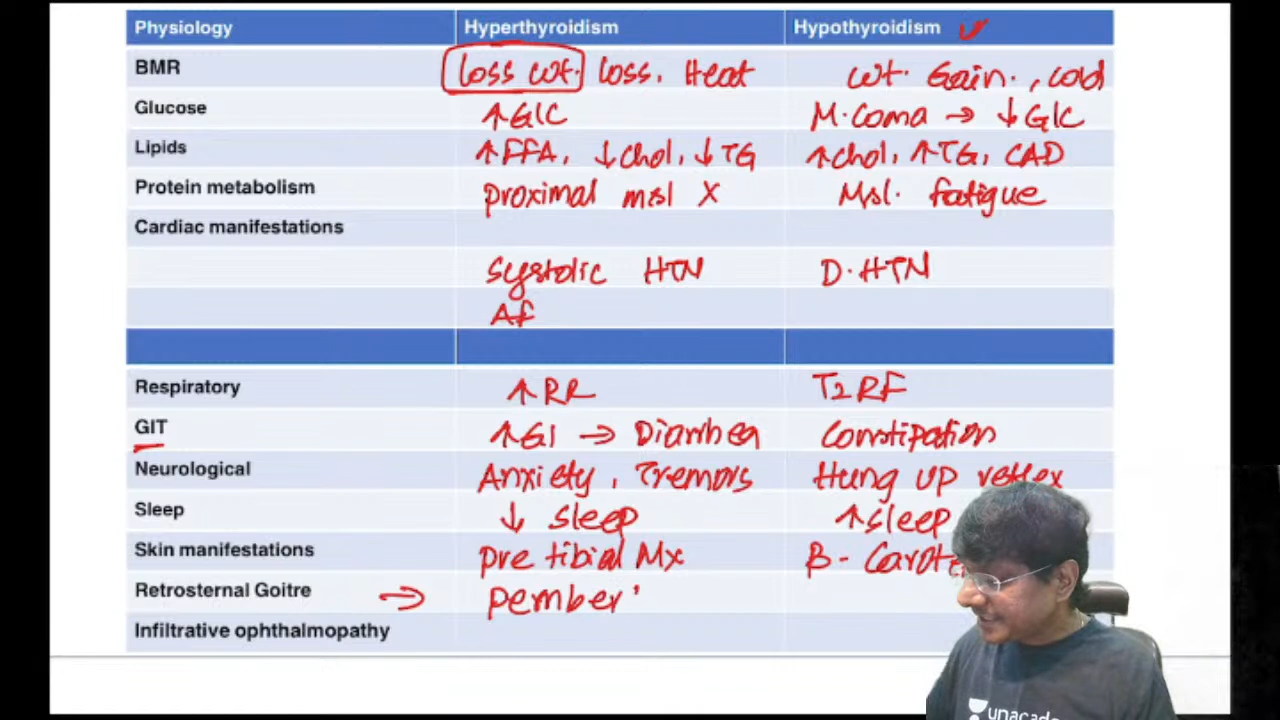 Physiology Hyperthyroidism Hypothyroidism
BMR loss wt. loss. Heat wt. Gain., cold
Glucose ↑Glc M.Coma → ↓Glc
Lipids ↑FFA, ↓chol, ↓TG ↑chol, ↑TG, CAD
Protein metabolism proximal msl X Msl. fatigue
Cardiac manifestations
Systolic HTN D.HTN
Af
Respiratory ↑RR T2RF
GIT ↑GI → Diarrhea Constipation
Neurological Anxiety, Tremors Hung up reflex
Sleep ↓ sleep ↑sleep
Skin manifestations pre tibial Mx B-
Retrosternal Goitre → pember'
Infiltrative ophthalmopathy